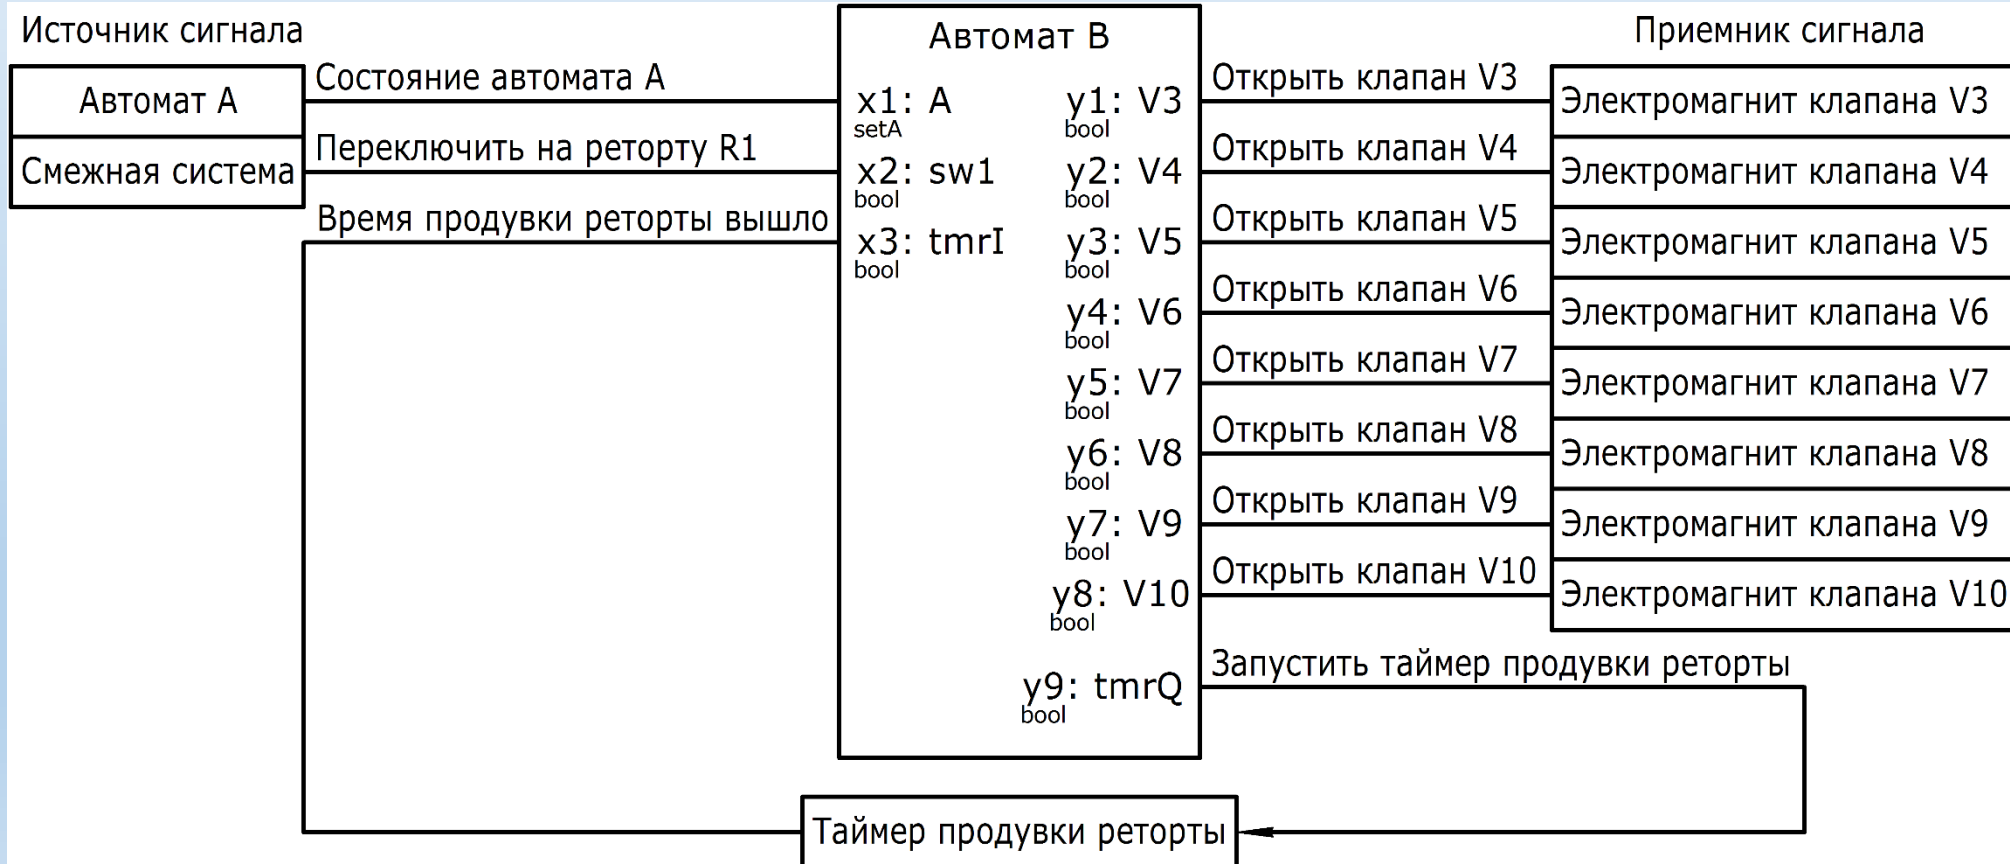 Источник сигнала
Автомат A
Смежная система
Состояние автомата A
Переключить на реторту R1
Время продувки реторты вышло
Автомат B
x1: A
setA
x2: sw1
bool
x3: tmrI
bool
y1: V3
bool
y2: V4
bool
y3: V5
bool
y4: V6
bool
y5: V7
bool
y6: V8
bool
y7: V9
bool
y8: V10
bool
y9: tmrQ
bool
Открыть клапан V3
Открыть клапан V4
Открыть клапан V5
Открыть клапан V6
Открыть клапан V7
Открыть клапан V8
Открыть клапан V9
Открыть клапан V10
Запустить таймер продувки реторты
Приемник сигнала
Электромагнит клапана V3
Электромагнит клапана V4
Электромагнит клапана V5
Электромагнит клапана V6
Электромагнит клапана V7
Электромагнит клапана V8
Электромагнит клапана V9
Электромагнит клапана V10
Таймер продувки реторты